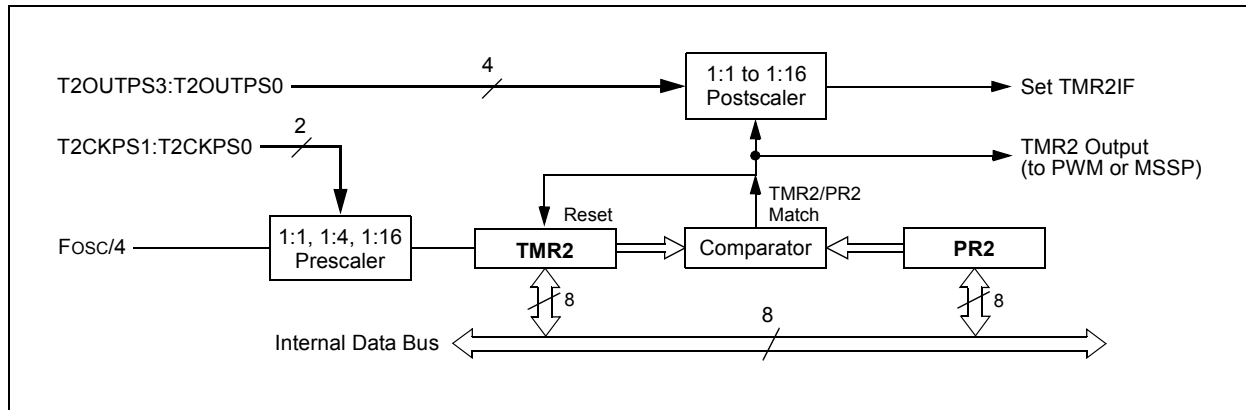 T2OUTPS3:T2OUTPS0
4
1:1 to 1:16
Postscaler
Set TMR2IF
T2CKPS1:T2CKPS0
2
TMR2 Output
(to PWM or MSSP)
TMR2/PR2
Match
Reset
FOSC/4
1:1, 1:4, 1:16
Prescaler
TMR2
Comparator
PR2
8
8
8
Internal Data Bus